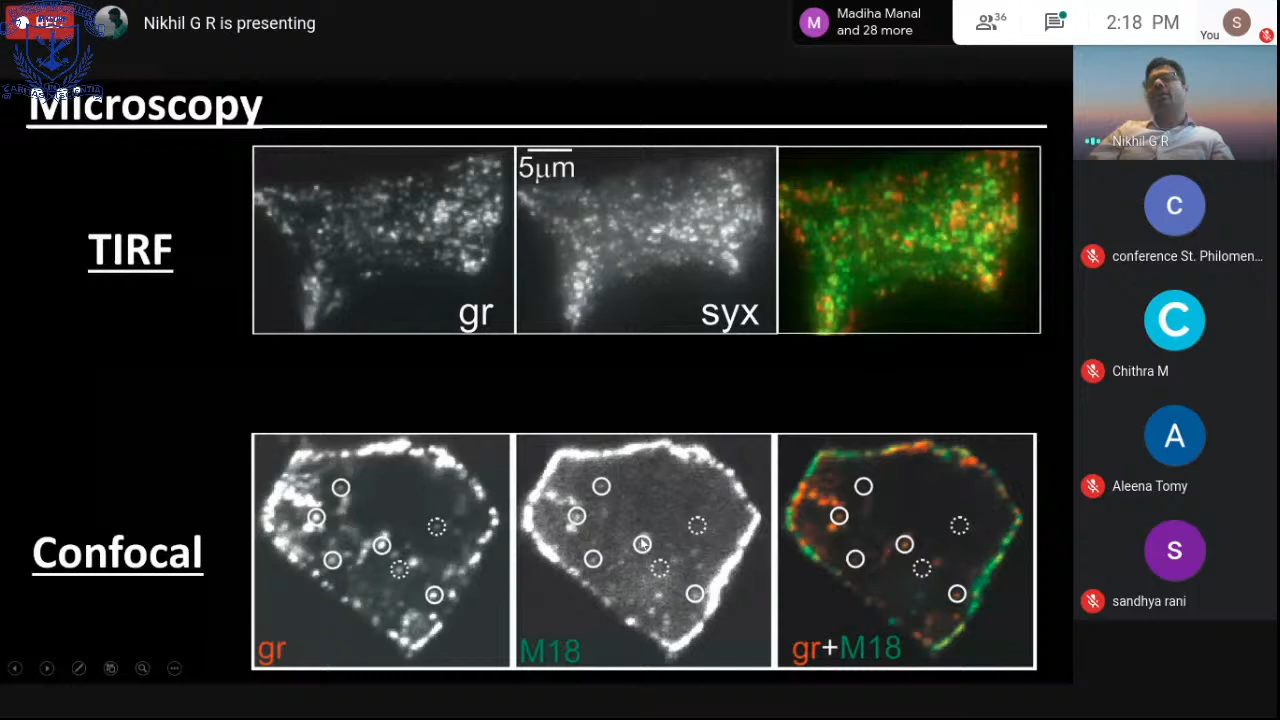 Nikhil G R is presenting
M
Madiha Manal
and 28 more
36
2:18 PM
You
S
Microscopy
Nikhil G R
TIRF
5μm
gr
syx
C
conference St. Philomen...
C
Chithra M
A
Aleena Tomy
Confocal
gr
M18
gr+M18
S
sandhya rani